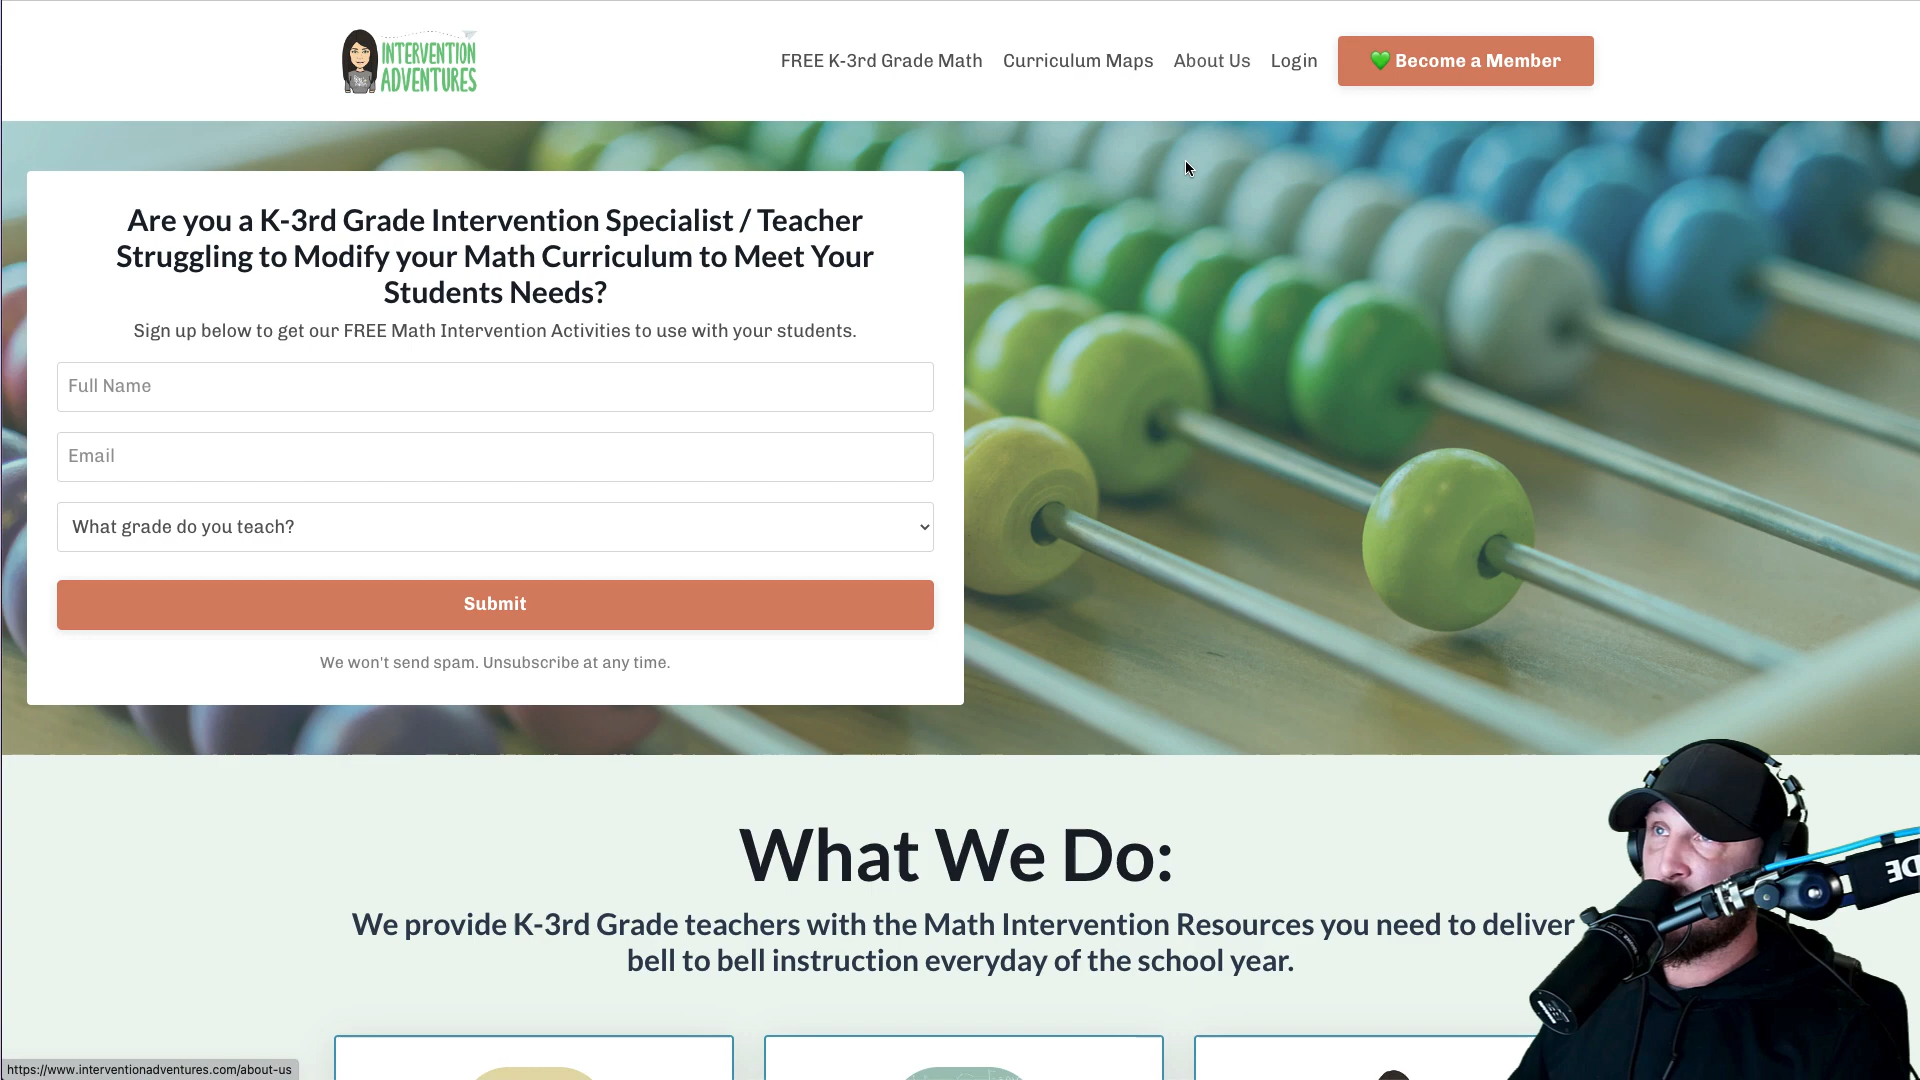 INTERVENTION
ADVENTURES
FREE K-3rd Grade Math
Curriculum Maps
About Us
Login
💚 Become a Member
Are you a K-3rd Grade Intervention Specialist / Teacher
Struggling to Modify your Math Curriculum to Meet Your
Students Needs?
Sign up below to get our FREE Math Intervention Activities to use with your students.
Full Name
Email
What grade do you teach?
Submit
We won't send spam. Unsubscribe at any time.
What We Do:
We provide K-3rd Grade teachers with the Math Intervention Resources you need to deliver
bell to bell instruction everyday of the school year.
https://www.interventionadventures.com/about-us